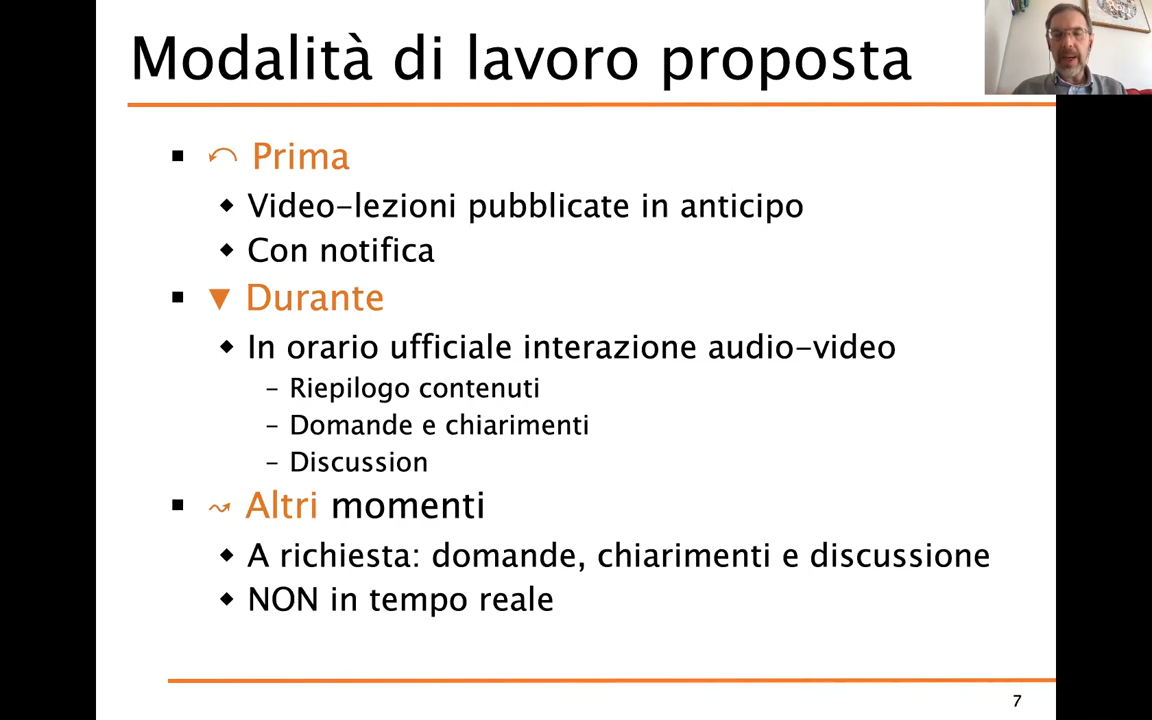 Modalità di lavoro proposta
Prima
Video-lezioni pubblicate in anticipo
Con notifica
Durante
In orario ufficiale interazione audio-video
– Riepilogo contenuti
– Domande e chiarimenti
– Discussion
Altri momenti
A richiesta: domande, chiarimenti e discussione
NON in tempo reale
7